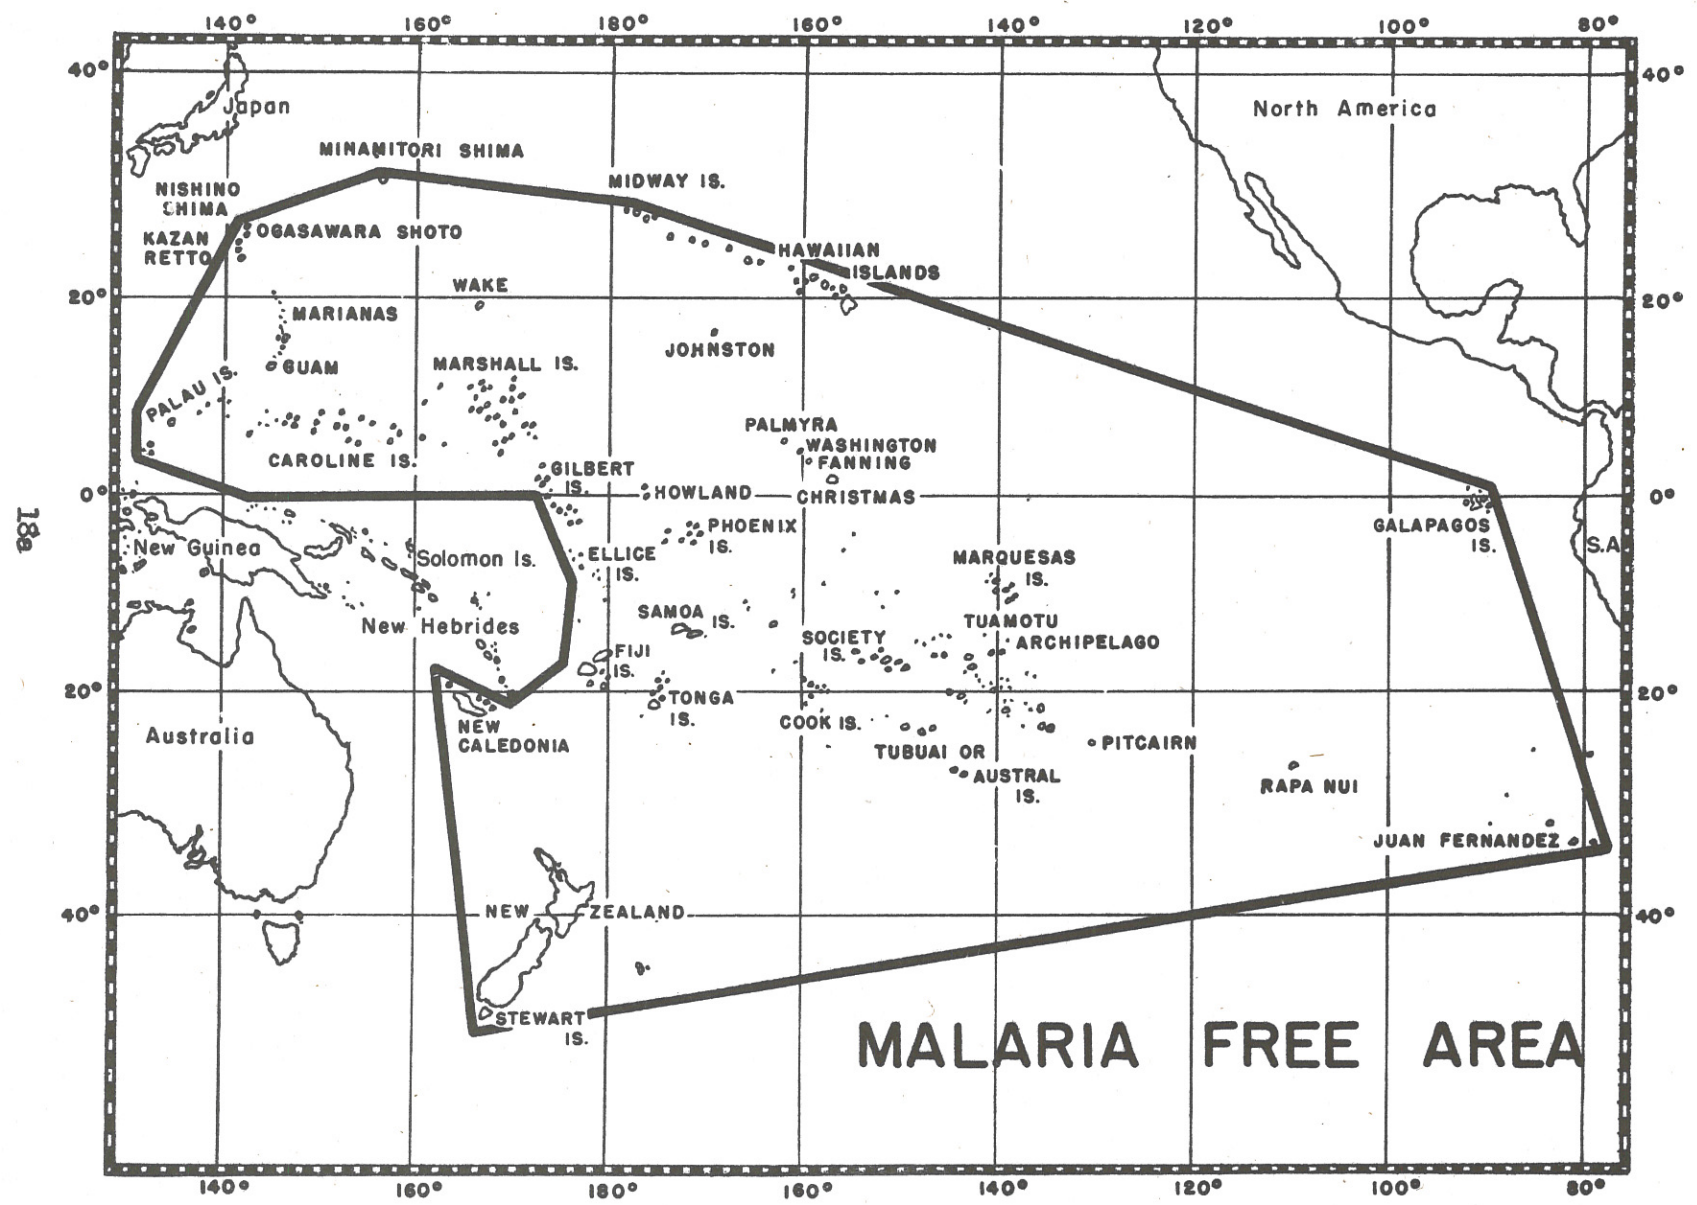 140° 160° 180° 160° 140° 120° 100° 80°
40° 40°
Japan
North America
MINAMITORI SHIMA
NISHINO
SHIMA
MIDWAY IS.
KAZAN
RETTO
OGASAWARA SHOTO
HAWAIIAN
ISLANDS
20° 20°
WAKE
MARIANAS
JOHNSTON
GUAM
MARSHALL IS.
PALAU IS.
PALMYRA
WASHINGTON
FANNING
CAROLINE IS.
GILBERT
IS.
0° HOWLAND CHRISTMAS 0°
18a
New Guinea
Solomon Is.
PHOENIX
IS.
ELLICE
IS.
GALAPAGOS
IS.
S.A
MARQUESAS
IS.
New Hebrides
SAMOA IS.
TUAMOTU
ARCHIPELAGO
SOCIETY
IS.
FIJI
IS.
20° 20°
TONGA
IS.
COOK IS.
NEW
CALEDONIA
Australia
TUBUAI OR
AUSTRAL
IS.
PITCAIRN
RAPA NUI
JUAN FERNANDEZ
40° NEW ZEALAND 40°
STEWART
IS.
MALARIA FREE AREA
140° 160° 180° 160° 140° 120° 100° 80°